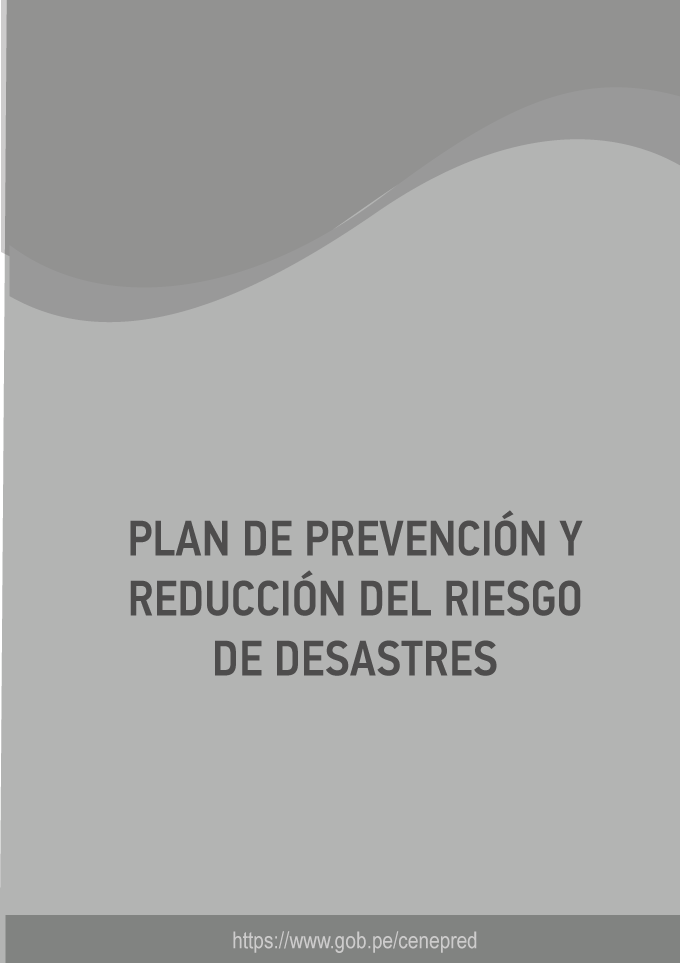 PLAN DE PREVENCIÓN Y
REDUCCIÓN DEL RIESGO
DE DESASTRES
https://www.gob.pe/cenepred